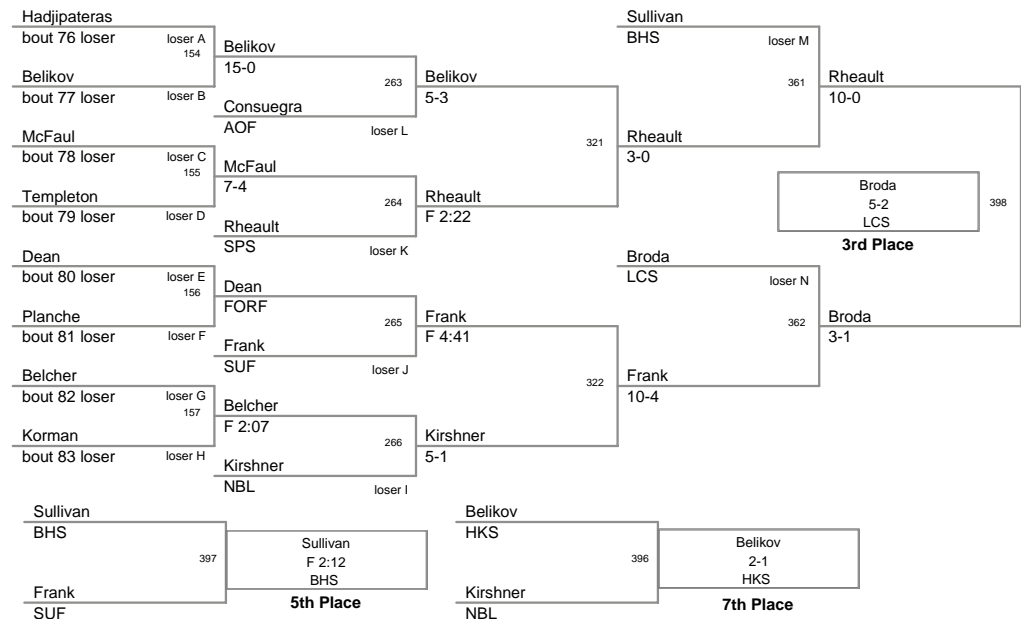 Hadjipateras
bout 76 loser
loser A
154
Belikov
bout 77 loser
loser B
Belikov
15-0
263
Consuegra
AOF
loser L
McFaul
bout 78 loser
loser C
155
Templeton
bout 79 loser
loser D
McFaul
7-4
264
Rheault
SPS
loser K
Belikov
5-3
321
Rheault
F 2:22
Dean
bout 80 loser
loser E
156
Planche
bout 81 loser
loser F
Dean
FORF
265
Frank
SUF
loser J
Belcher
bout 82 loser
loser G
157
Korman
bout 83 loser
loser H
Belcher
F 2:07
266
Kirshner
NBL
loser I
Frank
F 4:41
322
Kirshner
5-1
Sullivan
BHS
loser M
361
Rheault
3-0
Rheault
10-0
Broda
LCS
loser N
362
Frank
10-4
Broda
3-1
Broda
5-2
LCS
398
3rd Place
Sullivan
BHS
397
Frank
SUF
Sullivan
F 2:12
BHS
5th Place
Belikov
HKS
396
Kirshner
NBL
Belikov
2-1
HKS
7th Place